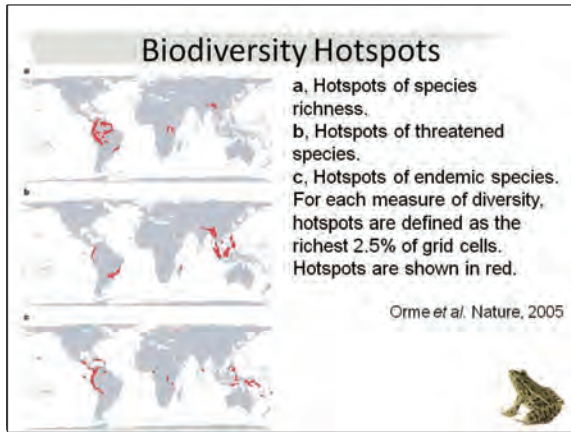 Biodiversity Hotspots
a
b
c
a, Hotspots of species
richness.
b, Hotspots of threatened
species.
c, Hotspots of endemic species.
For each measure of diversity,
hotspots are defined as the
richest 2.5% of grid cells.
Hotspots are shown in red.
Orme et al. Nature, 2005